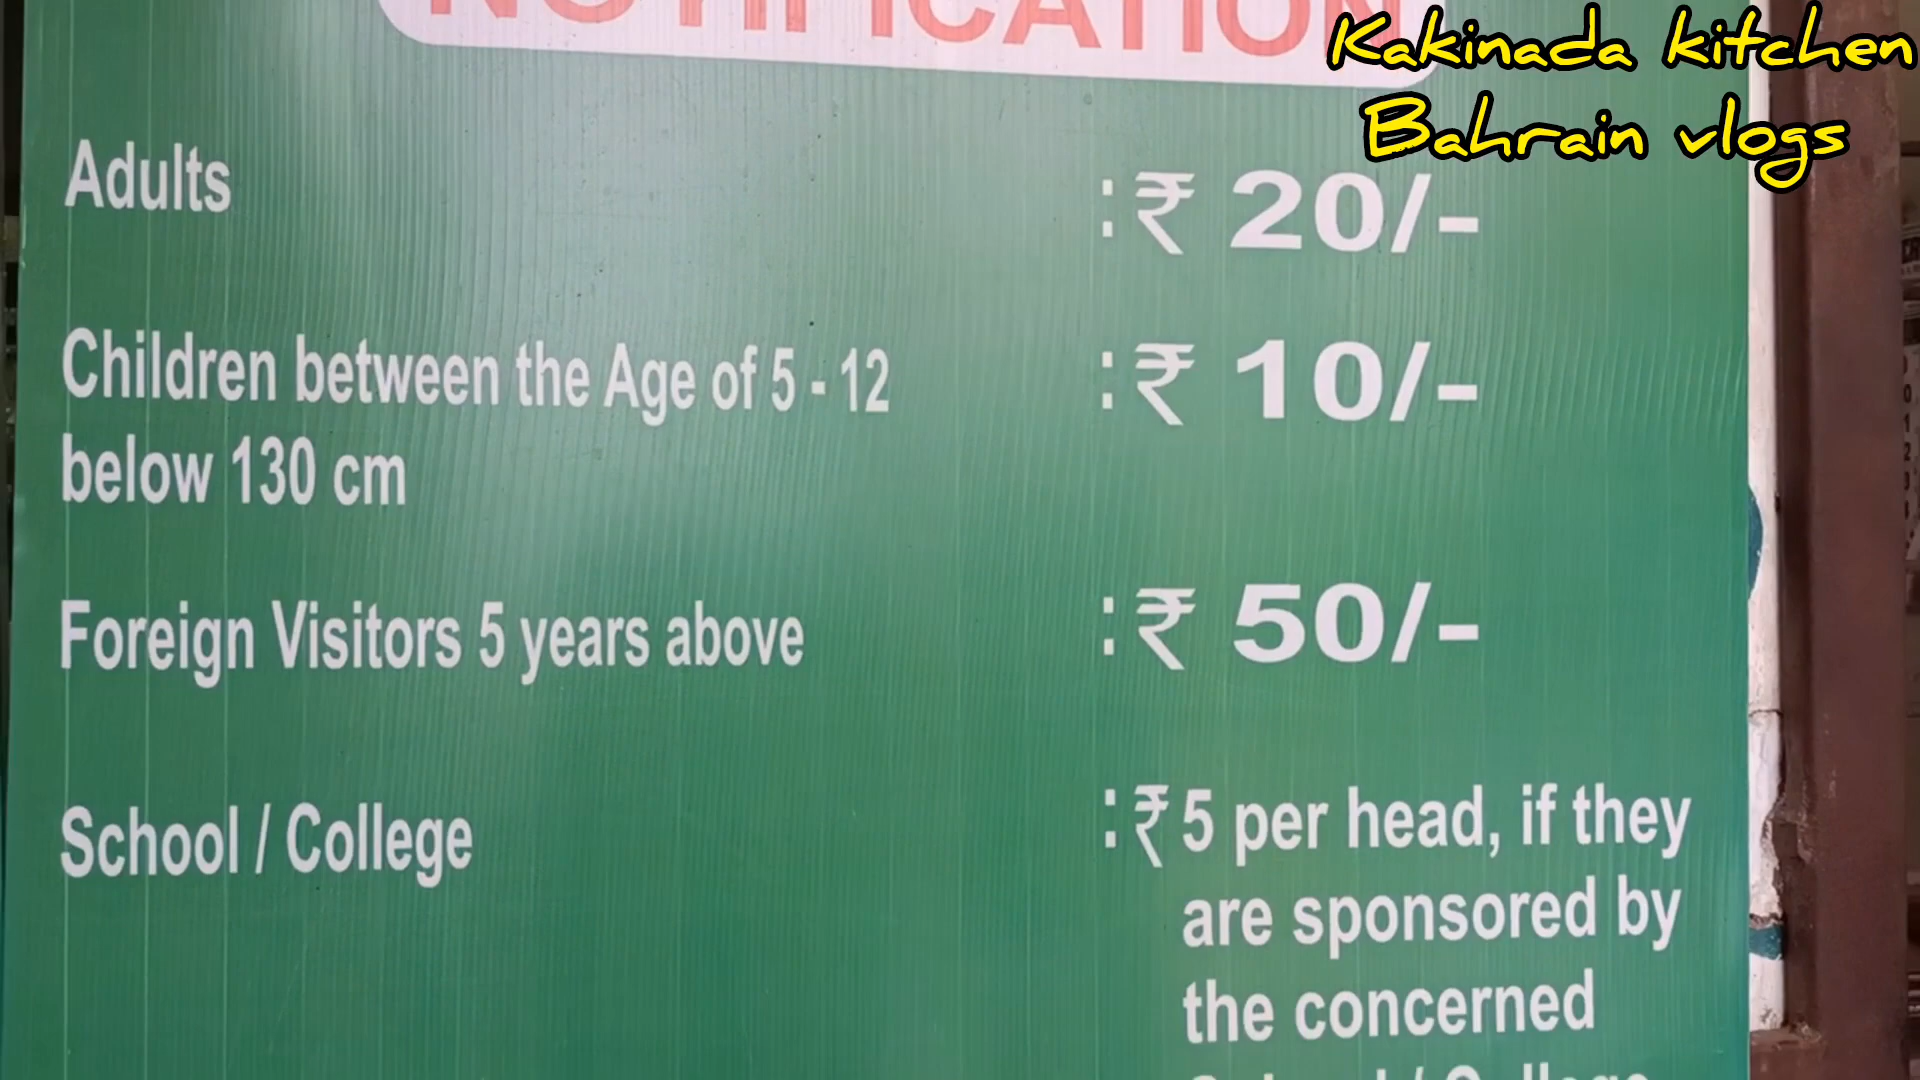 NOTIFICATION
Kakinada kitchen
Bahrain vlogs
Adults : ₹ 20/-
Children between the Age of 5 - 12 : ₹ 10/-
below 130 cm
Foreign Visitors 5 years above : ₹ 50/-
School / College : ₹ 5 per head, if they
are sponsored by
the concerned